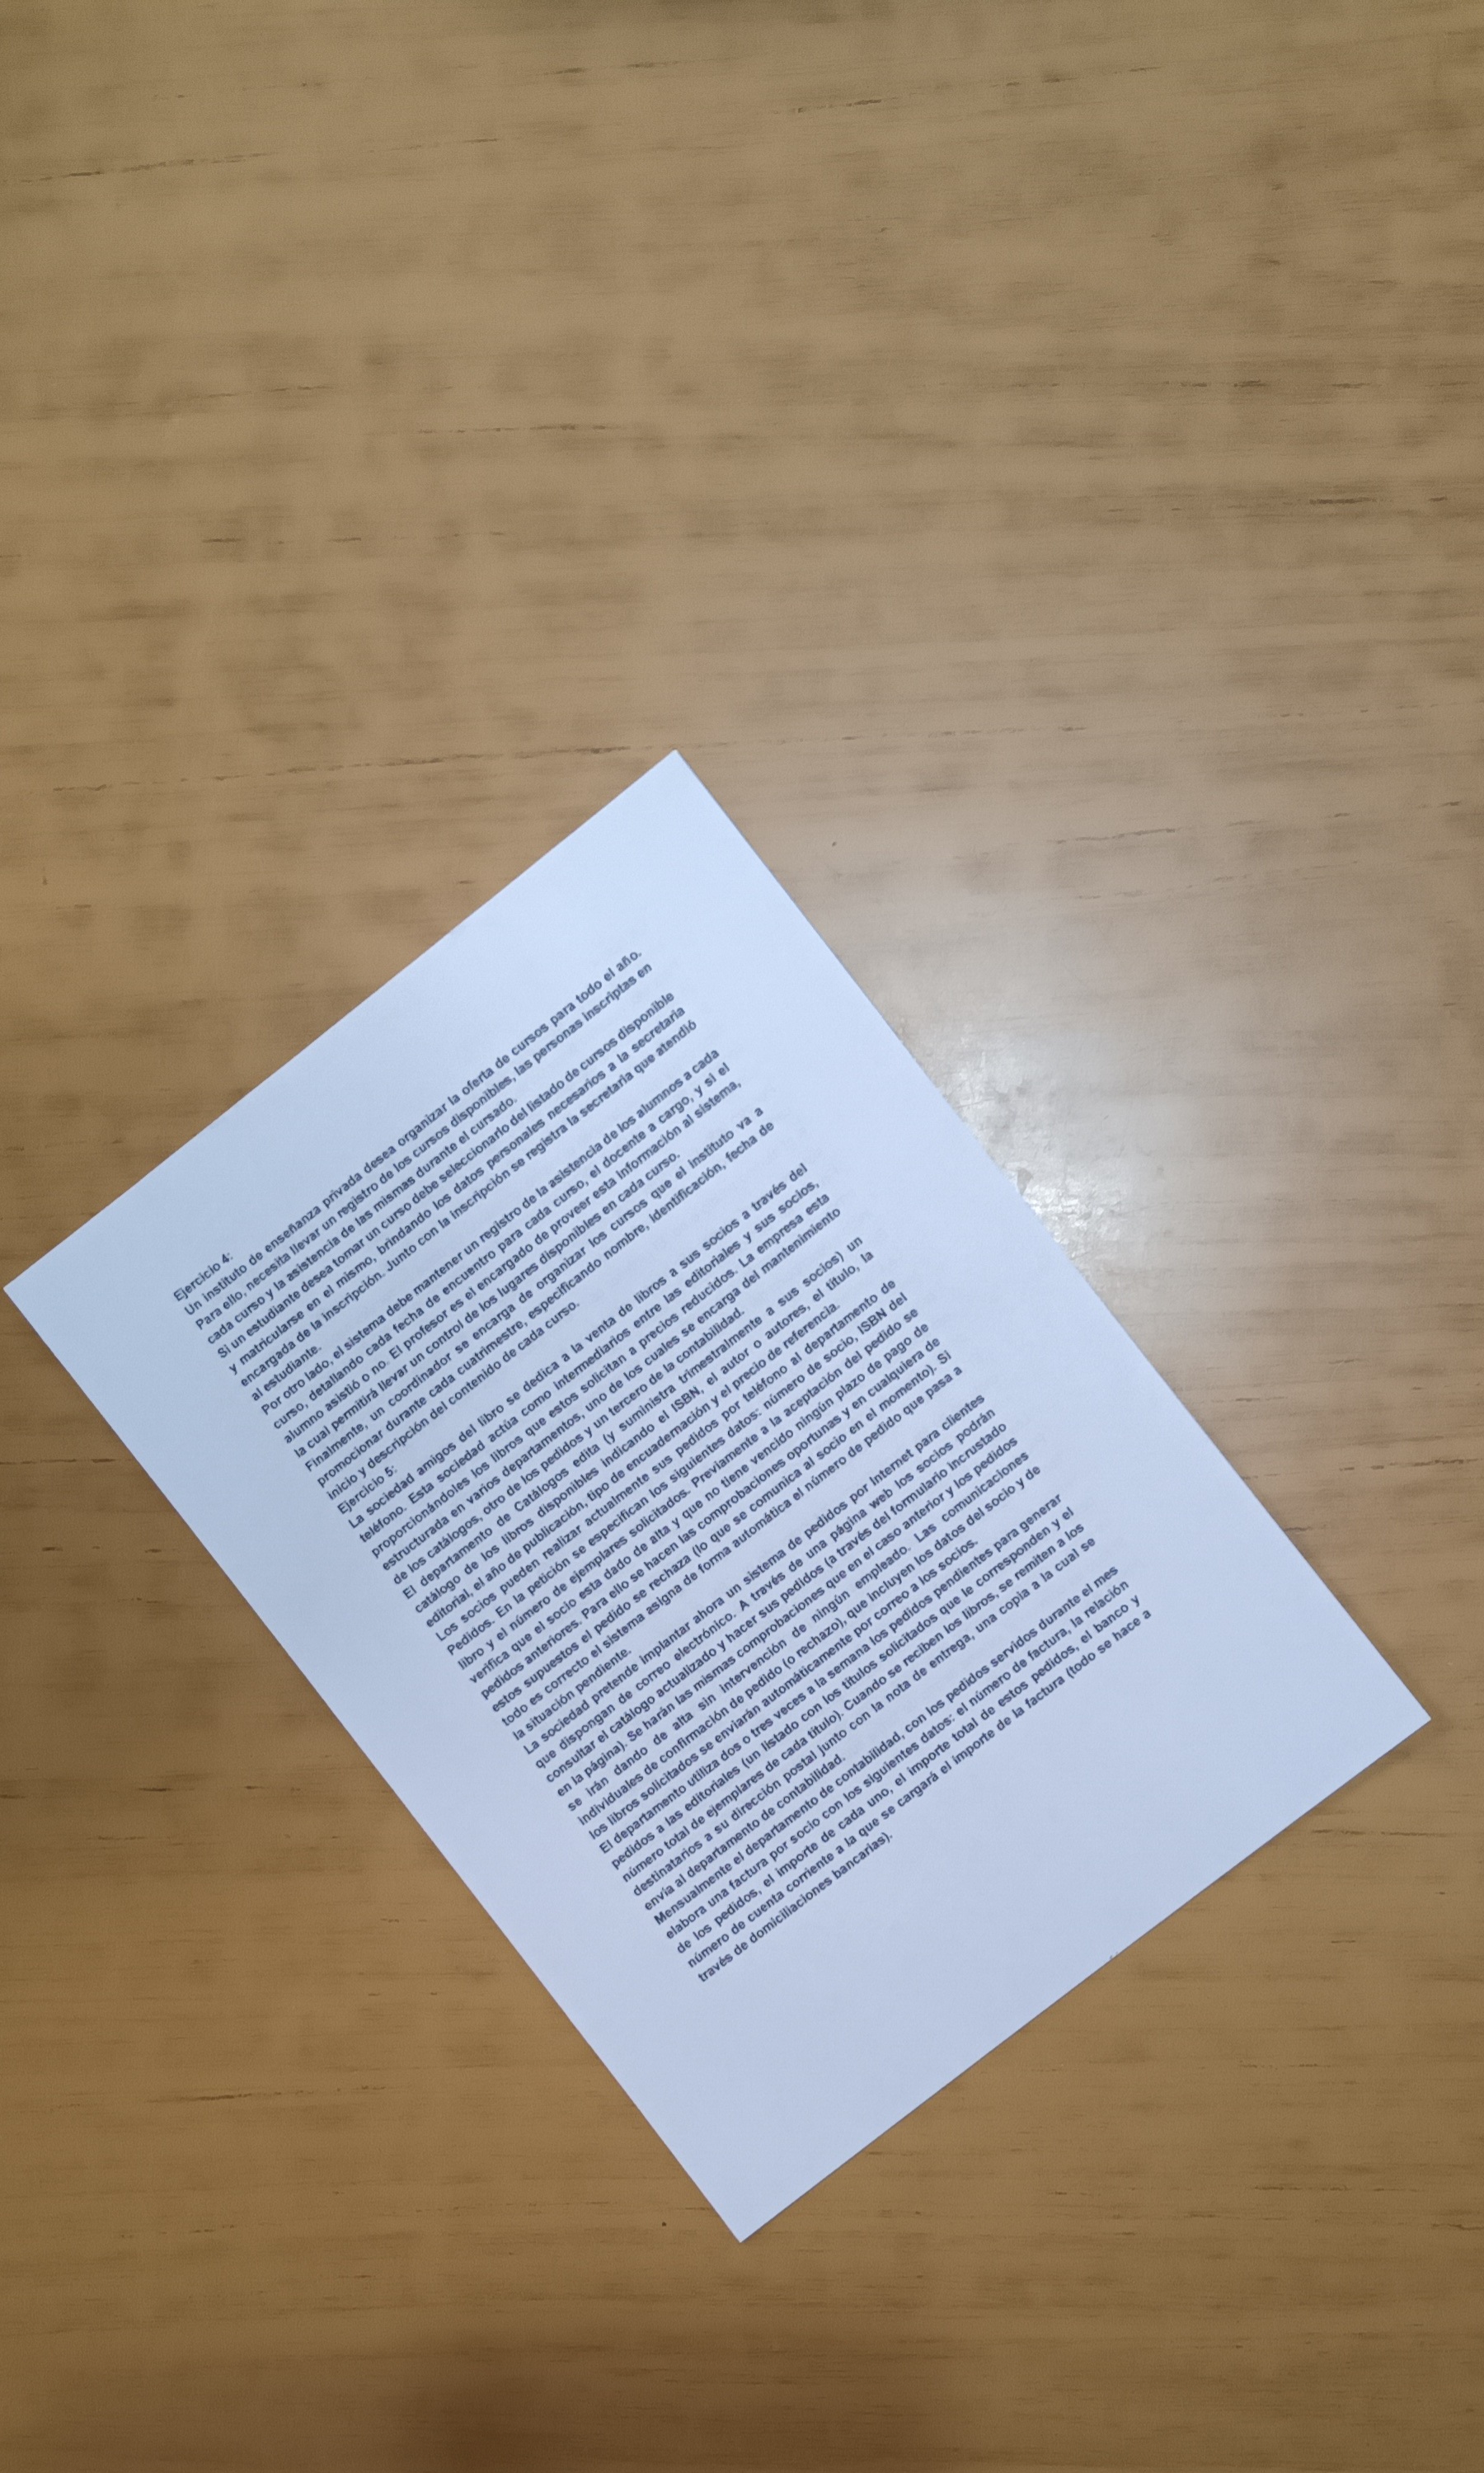 Ejercicio 4:
Un instituto de enseñanza privada desea organizar la oferta de cursos para todo el año.
Para ello, necesita llevar un registro de los cursos disponibles, las personas inscriptas en
cada curso y la asistencia de las mismas durante el cursado.
Si un estudiante desea tomar un curso debe seleccionarlo del listado de cursos disponible
y matricularse en el mismo, brindando los datos personales necesarios a la secretaria
encargada de la inscripción. Junto con la inscripción se registra la secretaria que atendió
al estudiante.
Por otro lado, el sistema debe mantener un registro de la asistencia de los alumnos a cada
curso, detallando cada fecha de encuentro para cada curso, el docente a cargo, y si el
alumno asistió o no. El profesor es el encargado de proveer esta información al sistema,
la cual permitirá llevar un control de los lugares disponibles en cada curso.
Finalmente, un coordinador se encarga de organizar los cursos que el instituto va a
promocionar durante cada cuatrimestre, especificando nombre, identificación, fecha de
inicio y descripción del contenido de cada curso.
Ejercicio 5:
La sociedad amigos del libro se dedica a la venta de libros a sus socios a través del
teléfono. Esta sociedad actúa como intermediarios entre las editoriales y sus socios,
proporcionándoles los libros que estos solicitan a precios reducidos. La empresa esta
estructurada en varios departamentos, uno de los cuales se encarga del mantenimiento
de los catálogos, otro de los pedidos y un tercero de la contabilidad.
El departamento de Catálogos edita (y suministra trimestralmente a sus socios) un
catálogo de los libros disponibles indicando el ISBN, el autor o autores, el título, la
editorial, el año de publicación, tipo de encuadernación y el precio de referencia.
Los socios pueden realizar actualmente sus pedidos por teléfono al departamento de
Pedidos. En la petición se especifican los siguientes datos: número de socio, ISBN del
libro y el número de ejemplares solicitados. Previamente a la aceptación del pedido se
verifica que el socio esta dado de alta y que no tiene vencido ningún plazo de pago de
pedidos anteriores. Para ello se hacen las comprobaciones oportunas y en cualquiera de
estos supuestos el pedido se rechaza (lo que se comunica al socio en el momento). Si
todo es correcto el sistema asigna de forma automática el número de pedido que pasa a
la situación pendiente.
La sociedad pretende implantar ahora un sistema de pedidos por Internet para clientes
que dispongan de correo electrónico. A través de una página web los socios podrán
consultar el catálogo actualizado y hacer sus pedidos (a través del formulario incrustado
en la página). Se harán las mismas comprobaciones que en el caso anterior y los pedidos
se irán dando de alta sin intervención de ningún empleado. Las comunicaciones
individuales de confirmación de pedido (o rechazo), que incluyen los datos del socio y de
los libros solicitados se enviarán automáticamente por correo a los socios.
El departamento utiliza dos o tres veces a la semana los pedidos pendientes para generar
pedidos a las editoriales (un listado con los títulos solicitados que le corresponden y el
número total de ejemplares de cada título). Cuando se reciben los libros, se remiten a los
destinatarios a su dirección postal junto con la nota de entrega, una copia a la cual se
envía al departamento de contabilidad.
Mensualmente el departamento de contabilidad, con los pedidos servidos durante el mes
elabora una factura por socio con los siguientes datos: el número de factura, la relación
de los pedidos, el importe de cada uno, el importe total de estos pedidos, el banco y
número de cuenta corriente a la que se cargará el importe de la factura (todo se hace a
través de domiciliaciones bancarias).